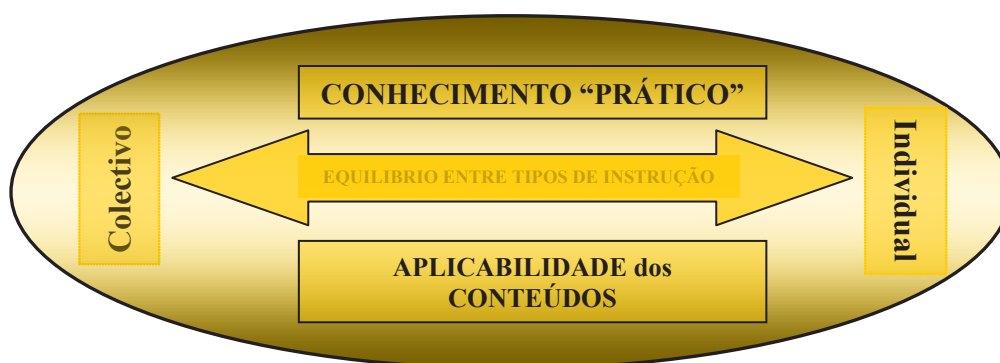 CONHECIMENTO “PRÁTICO”
Colectivo
EQUILIBRIO ENTRE TIPOS DE INSTRUÇÃO
Individual
APLICABILIDADE dos
CONTEÚDOS